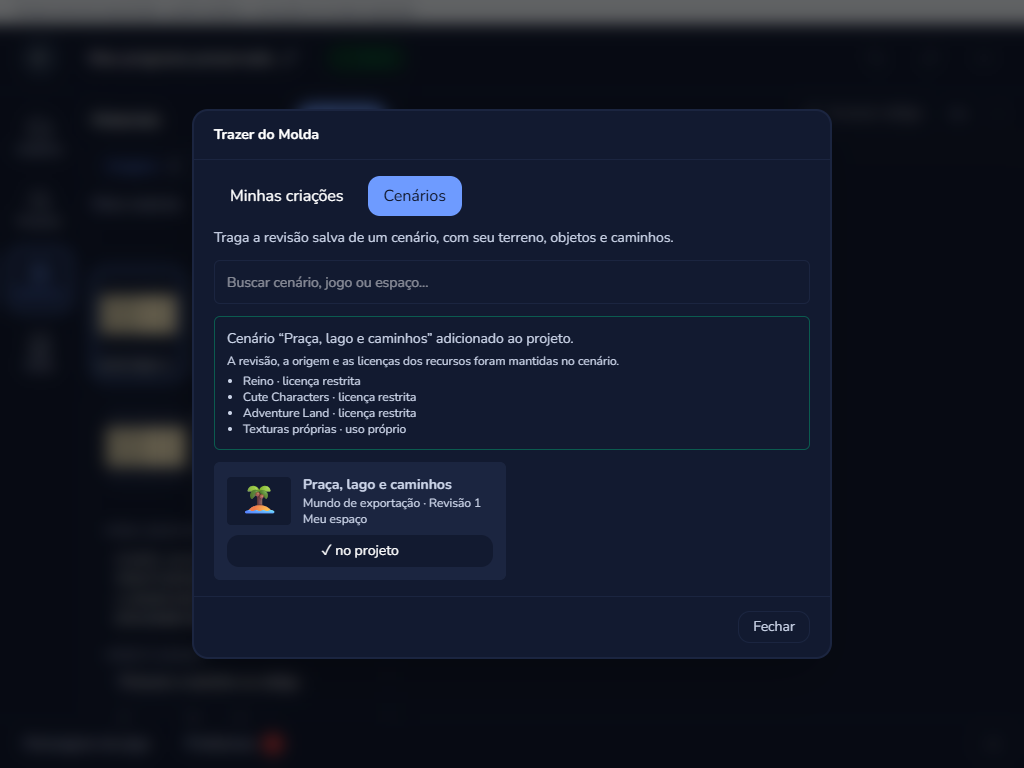 Trazer do Molda
Minhas criações
Cenários
Traga a revisão salva de um cenário, com seu terreno, objetos e caminhos.
Buscar cenário, jogo ou espaço...
Cenário “Praça, lago e caminhos” adicionado ao projeto.
A revisão, a origem e as licenças dos recursos foram mantidas no cenário.
• Reino · licença restrita
• Cute Characters · licença restrita
• Adventure Land · licença restrita
• Texturas próprias · uso próprio
Praça, lago e caminhos
Mundo de exportação · Revisão 1
Meu espaço
✓ no projeto
Fechar